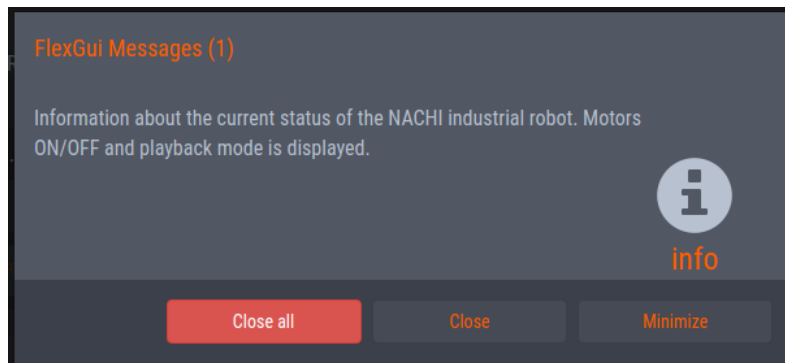 FlexGui Messages (1)
Information about the current status of the NACHI industrial robot. Motors
ON/OFF and playback mode is displayed.
info
Close all
Close
Minimize